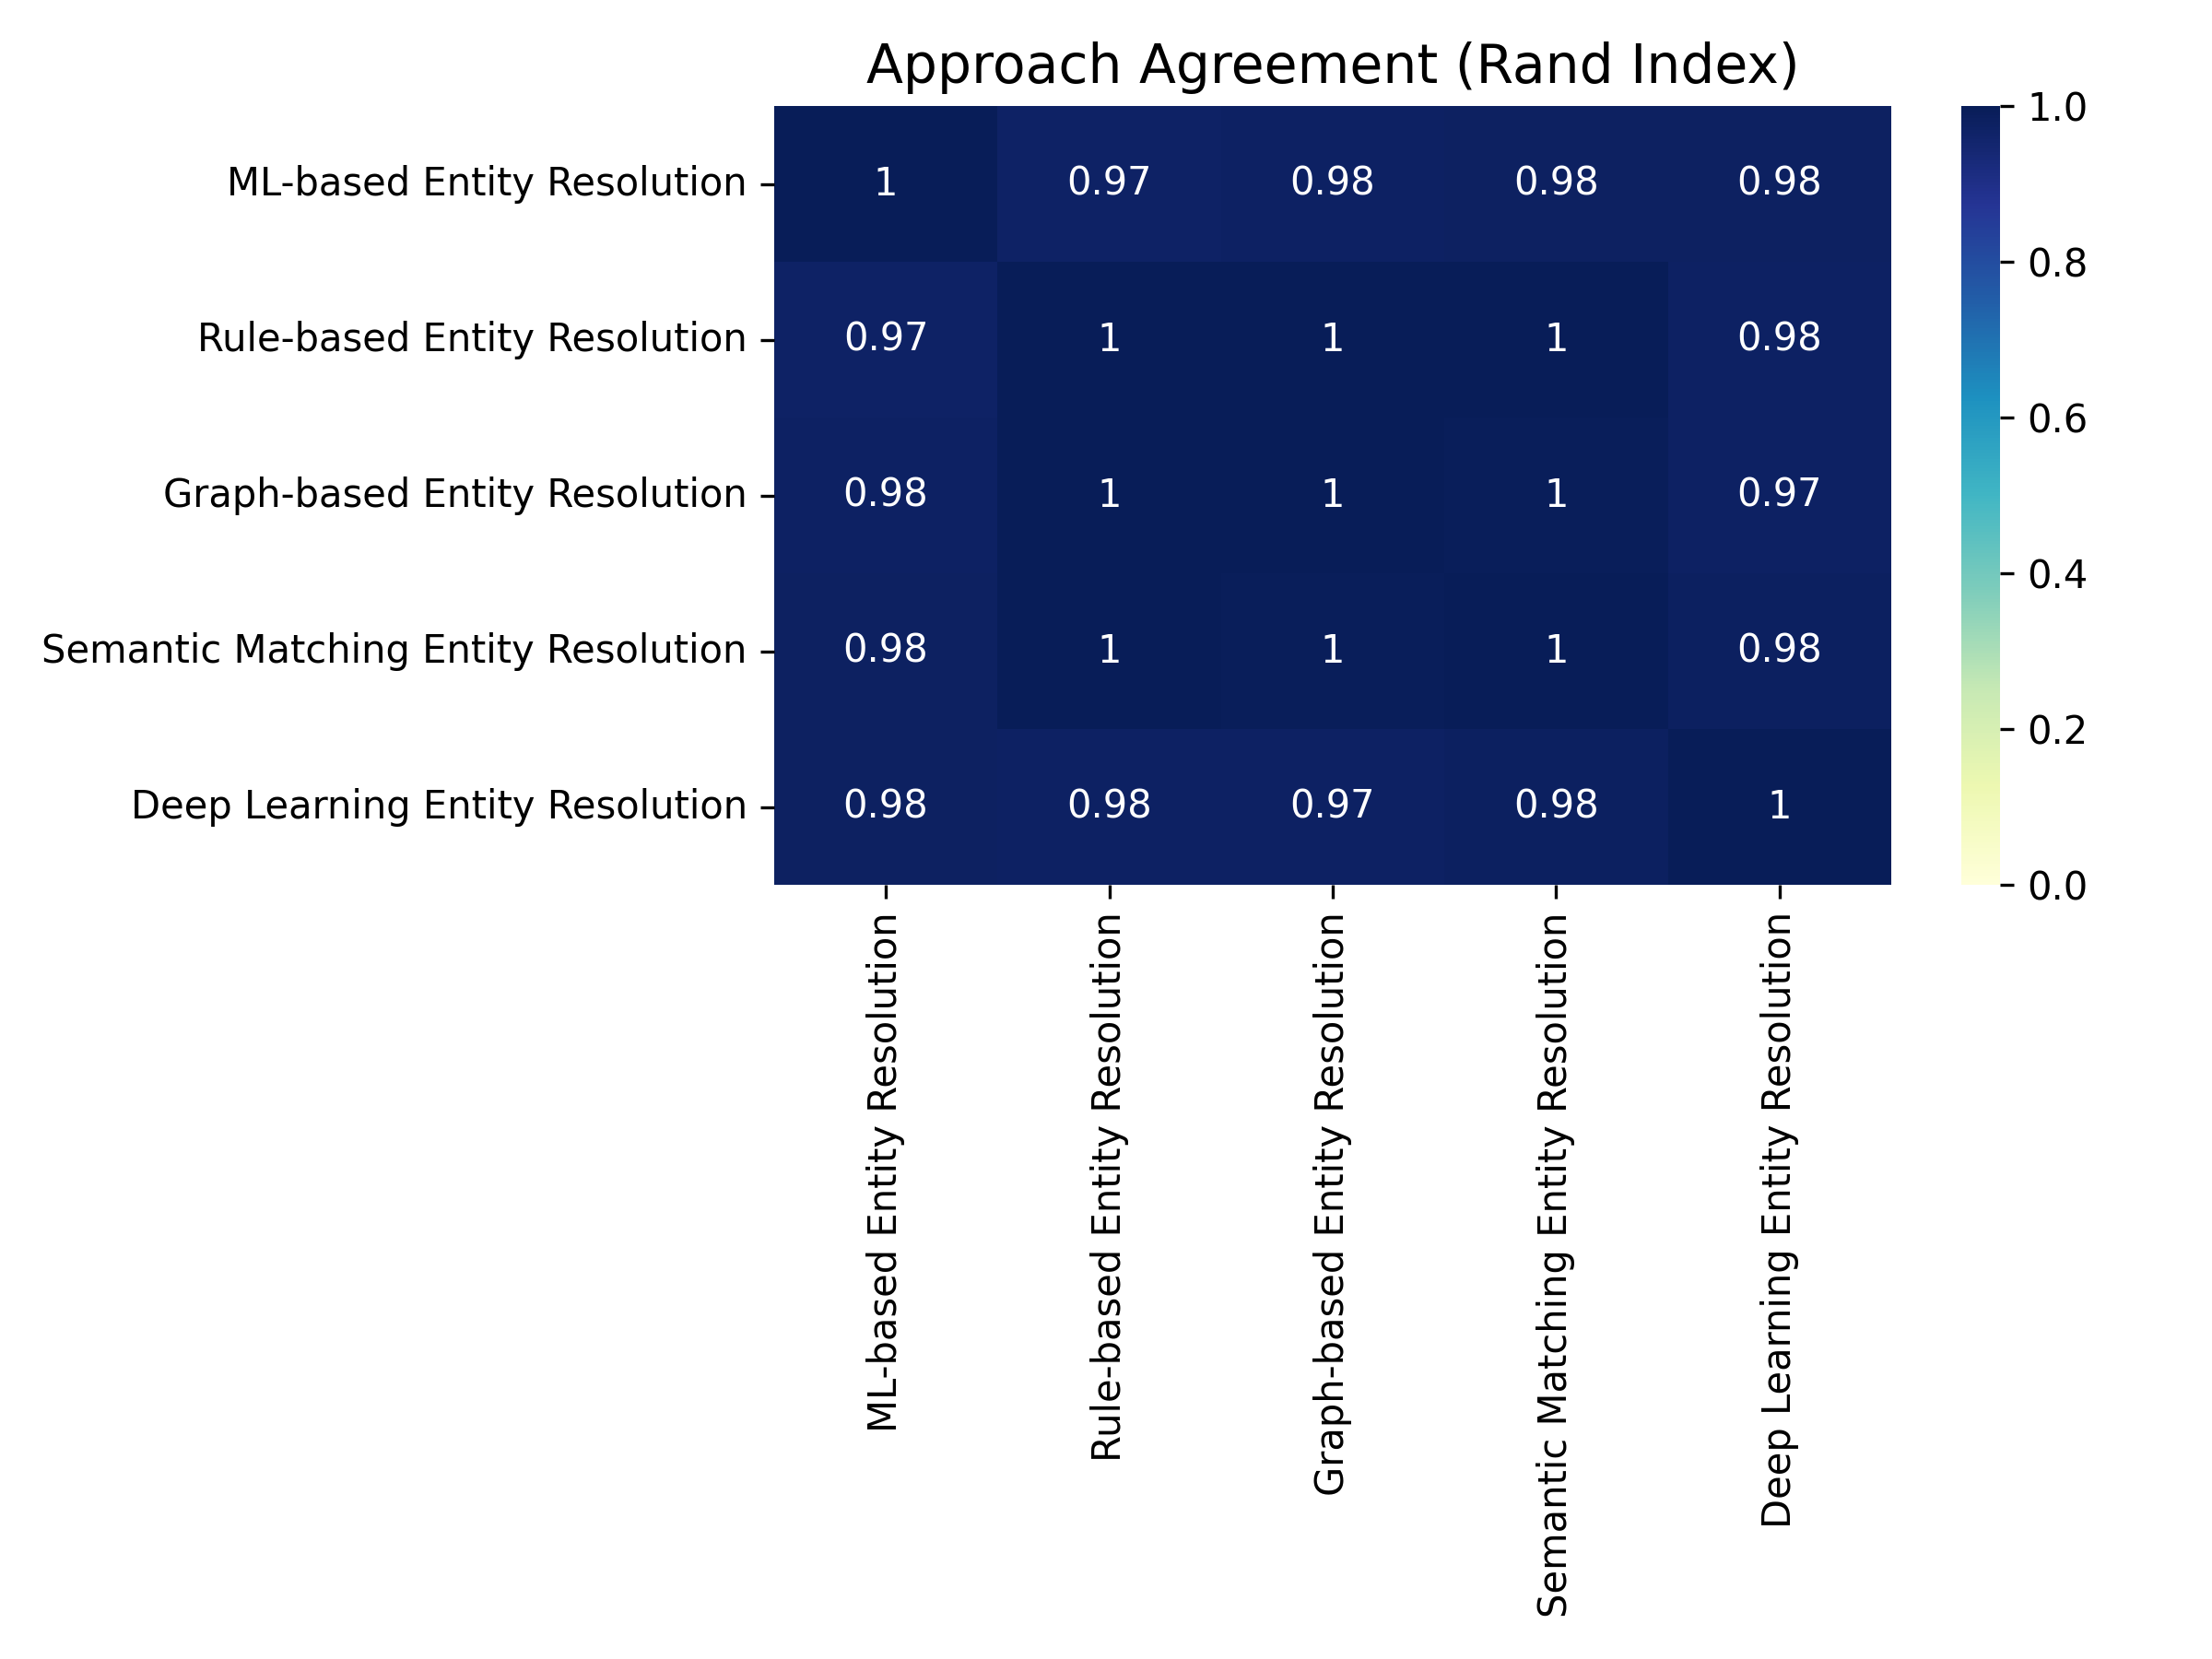 Approach Agreement (Rand Index)
ML-based Entity Resolution 1 0.97 0.98 0.98 0.98
Rule-based Entity Resolution 0.97 1 1 1 0.98
Graph-based Entity Resolution 0.98 1 1 1 0.97
Semantic Matching Entity Resolution 0.98 1 1 1 0.98
Deep Learning Entity Resolution 0.98 0.98 0.97 0.98 1
ML-based Entity Resolution
Rule-based Entity Resolution
Graph-based Entity Resolution
Semantic Matching Entity Resolution
Deep Learning Entity Resolution
1.0
0.8
0.6
0.4
0.2
0.0